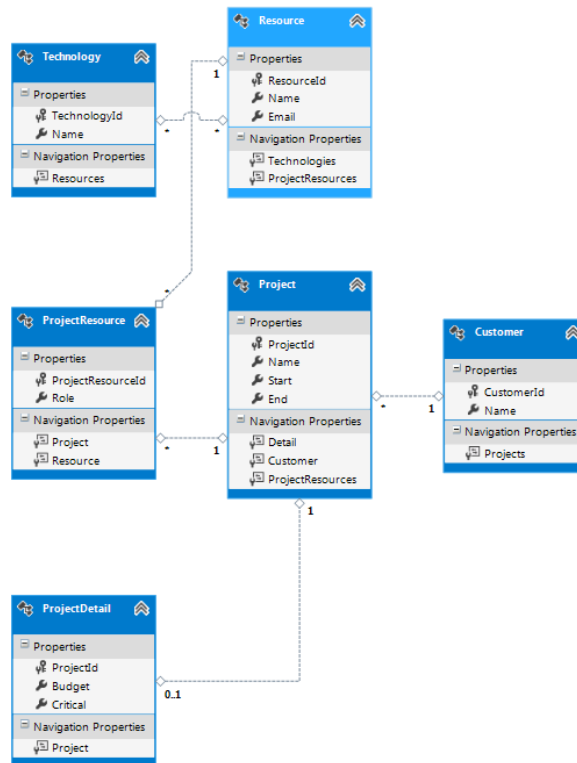 Resource
Properties
ResourceId
Name
Email
Navigation Properties
Technologies
ProjectResources
Technology
Properties
TechnologyId
Name
Navigation Properties
Resources
1
*
*
*
ProjectResource
Properties
ProjectResourceId
Role
Navigation Properties
Project
Resource
*
1
Project
Properties
ProjectId
Name
Start
End
Navigation Properties
Detail
Customer
ProjectResources
*
1
Customer
Properties
CustomerId
Name
Navigation Properties
Projects
1
ProjectDetail
Properties
ProjectId
Budget
Critical
Navigation Properties
Project
0..1